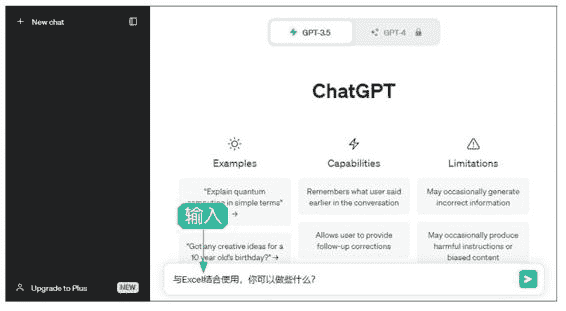 New chat
GPT-3.5
GPT-4
ChatGPT
Examples
"Explain quantum
computing in simple terms"
→
"Got any creative ideas for a
10 year old's birthday?" →
Capabilities
Remembers what user said
earlier in the conversation
Allows user to provide
follow-up corrections
Limitations
May occasionally generate
incorrect information
May occasionally produce
harmful instructions or
biased content
输入
与Excel结合使用，你可以做些什么？
Upgrade to Plus
NEW